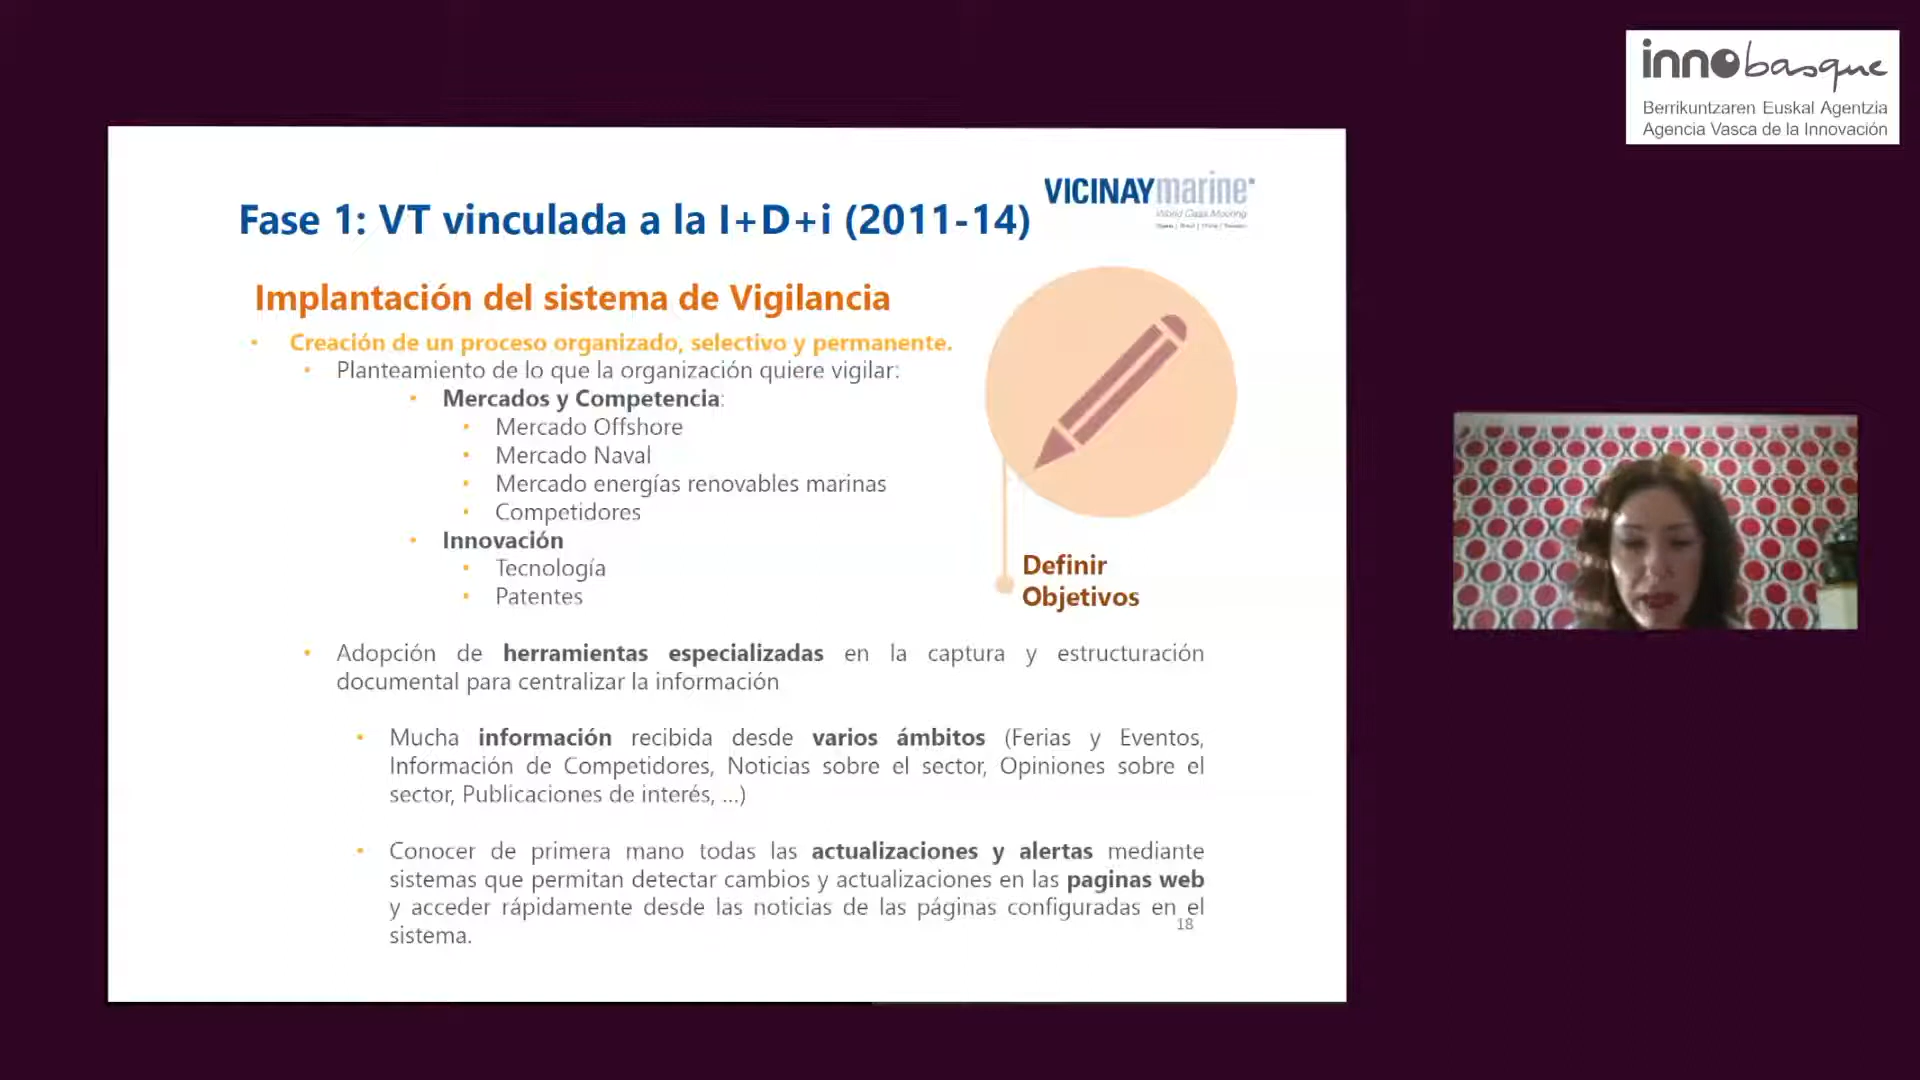 innobasque
Berrikuntzaren Euskal Agentzia
Agencia Vasca de la Innovación
VICINAYmarine
World Class Mooring
Fase 1: VT vinculada a la I+D+i (2011-14)
Implantación del sistema de Vigilancia
• Creación de un proceso organizado, selectivo y permanente.
• Planteamiento de lo que la organización quiere vigilar:
• Mercados y Competencia:
• Mercado Offshore
• Mercado Naval
• Mercado energías renovables marinas
• Competidores
• Innovación
• Tecnología
• Patentes
Definir
Objetivos
• Adopción de herramientas especializadas en la captura y estructuración
documental para centralizar la información
• Mucha información recibida desde varios ámbitos (Ferias y Eventos,
Información de Competidores, Noticias sobre el sector, Opiniones sobre el
sector, Publicaciones de interés, ...)
• Conocer de primera mano todas las actualizaciones y alertas mediante
sistemas que permitan detectar cambios y actualizaciones en las paginas web
y acceder rápidamente desde las noticias de las páginas configuradas en el
sistema.
18